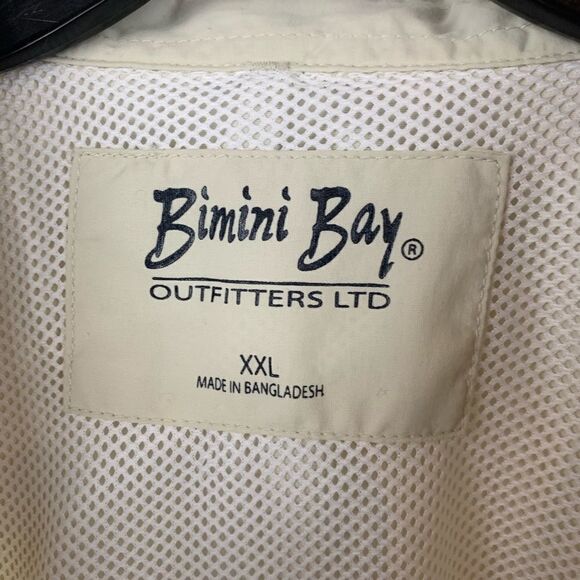 Bimini Bay®
OUTFITTERS LTD
XXL
MADE IN BANGLADESH